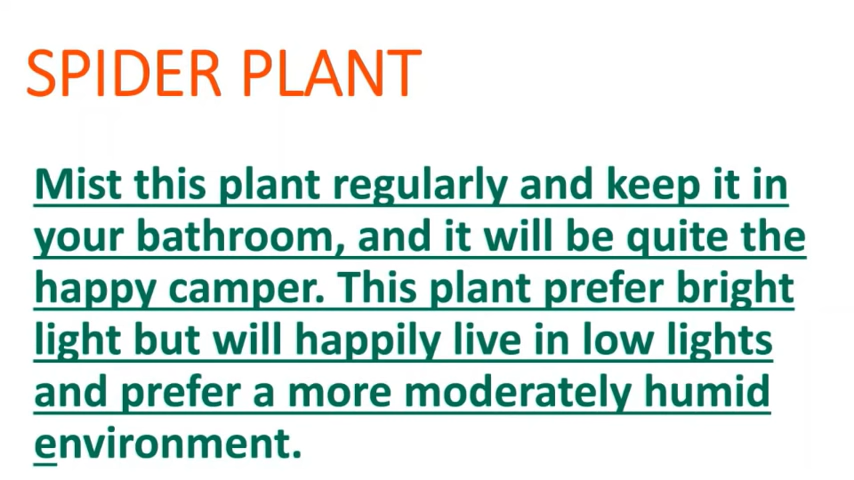 SPIDER PLANT
Mist this plant regularly and keep it in
your bathroom, and it will be quite the
happy camper. This plant prefer bright
light but will happily live in low lights
and prefer a more moderately humid
environment.